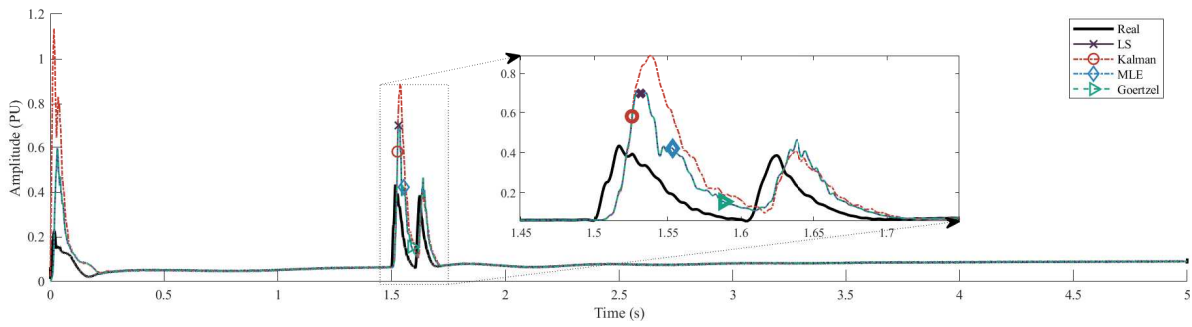 1.2
1
0.8
0.6
0.4
0.2
0
Amplitude (PU)
0 0.5 1 1.5 2 2.5 3 3.5 4 4.5 5
Time (s)
0.8
0.6
0.4
0.2
1.45 1.5 1.55 1.6 1.65 1.7
Real
LS
Kalman
MLE
Goertzel